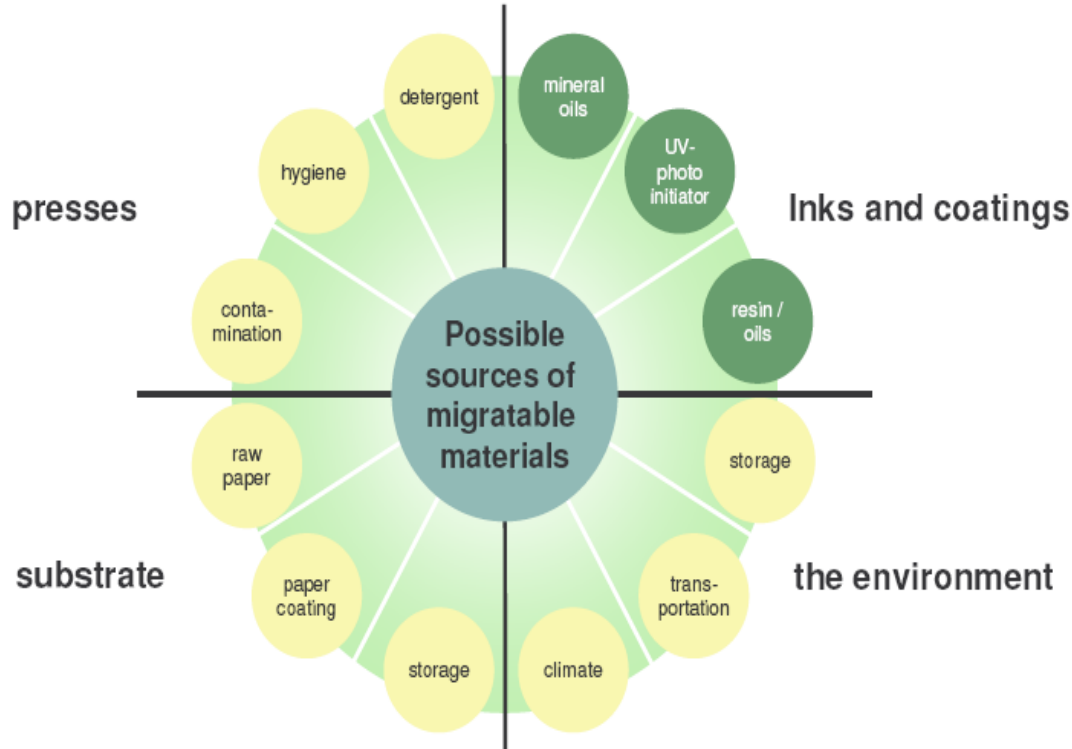 detergent
mineral
oils
hygiene
UV-
photo
initiator
presses
Inks and coatings
conta-
mination
resin /
oils
Possible
sources of
migratable
materials
raw
paper
storage
substrate
paper
coating
trans-
portation
the environment
storage
climate